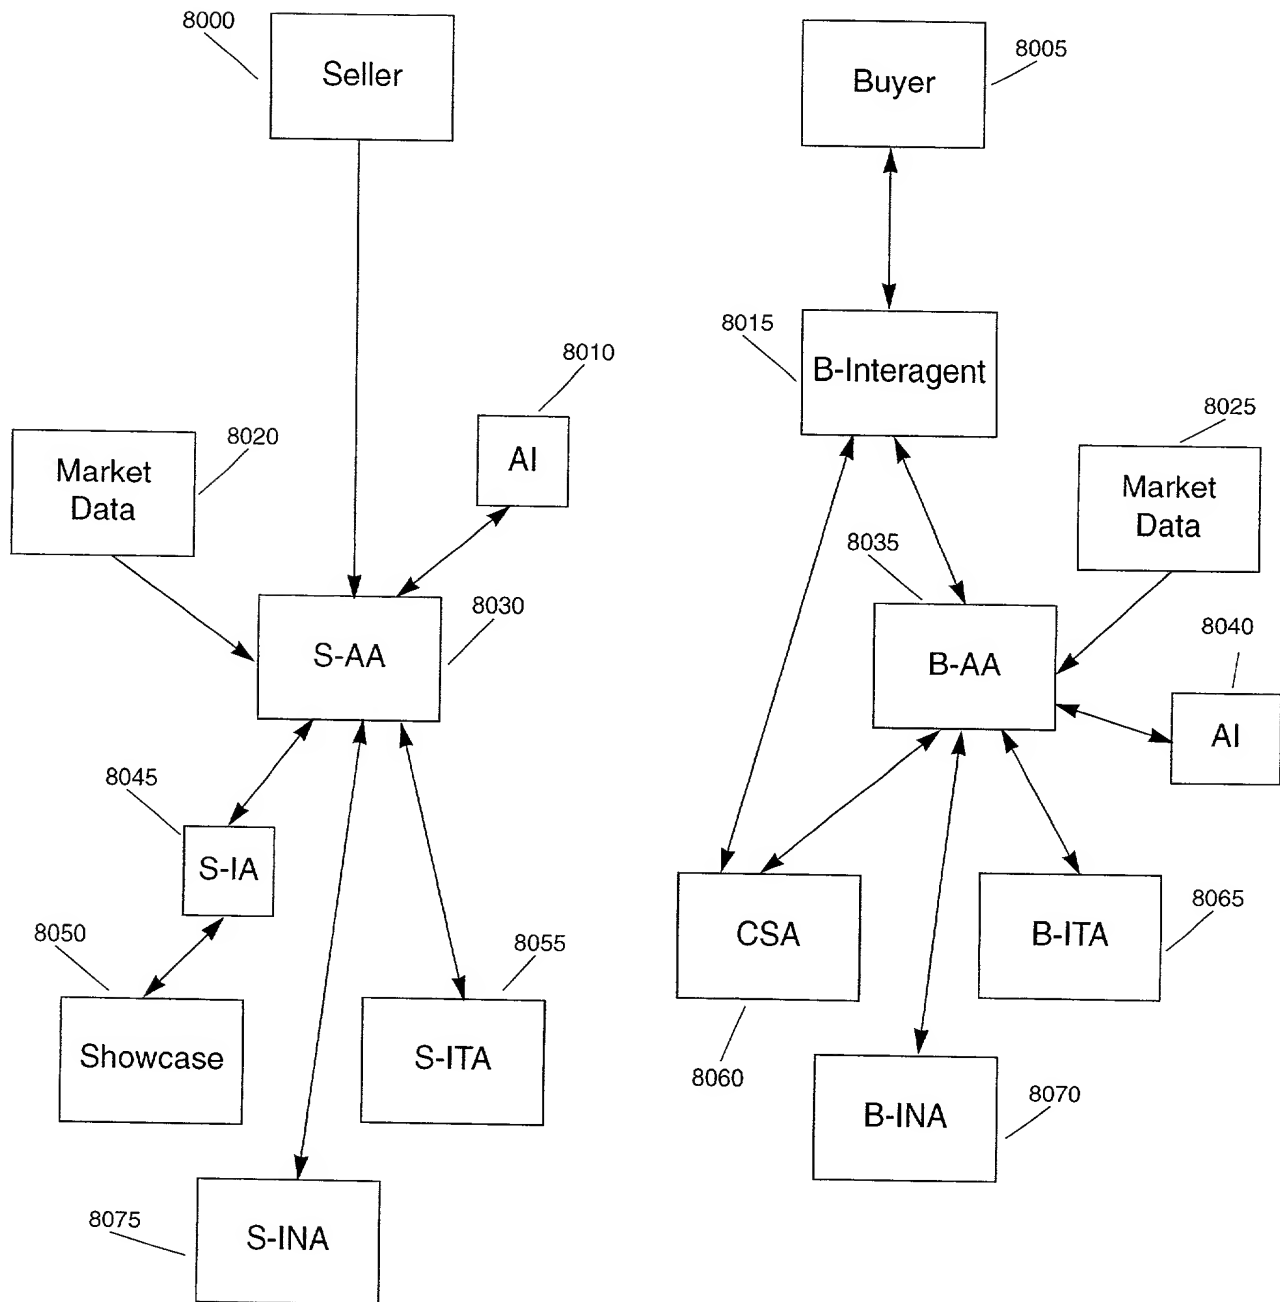 8000
Seller
Buyer
8005
8015
B-Interagent
8010
AI
8020
Market
Data
8025
Market
Data
8035
8030
S-AA
B-AA
8040
AI
8045
S-IA
8050
Showcase
8055
S-ITA
CSA
8060
B-ITA
8065
B-INA
8070
8075
S-INA